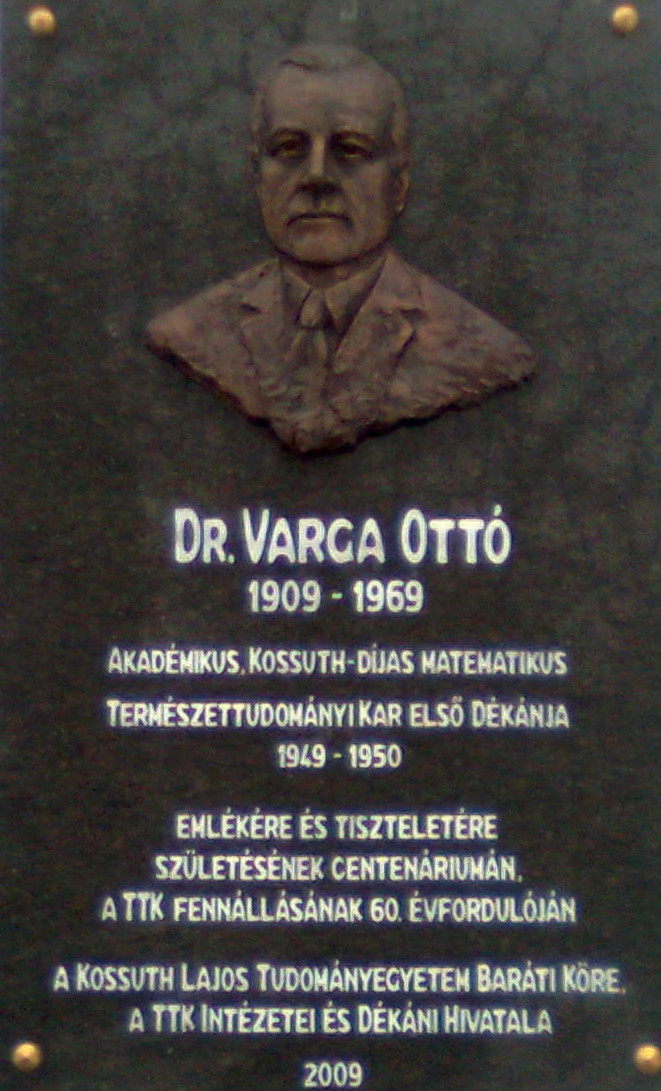 DR. VARGA OTTÓ
1909 - 1969
AKADÉMIKUS, KOSSUTH-DÍJAS MATEMATIKUS
TERMÉSZETTUDOMÁNYI KAR ELSŐ DÉKÁNJA
1949 - 1950
EMLÉKÉRE ÉS TISZTELETÉRE
SZÜLETÉSÉNEK CENTENÁRIUMÁN,
A TTK FENNÁLLÁSÁNAK 60. ÉVFORDULÓJÁN
A KOSSUTH LAJOS TUDOMÁNYEGYETEM BARÁTI KÖRE,
A TTK INTÉZETEI ÉS DÉKÁNI HIVATALA
2009